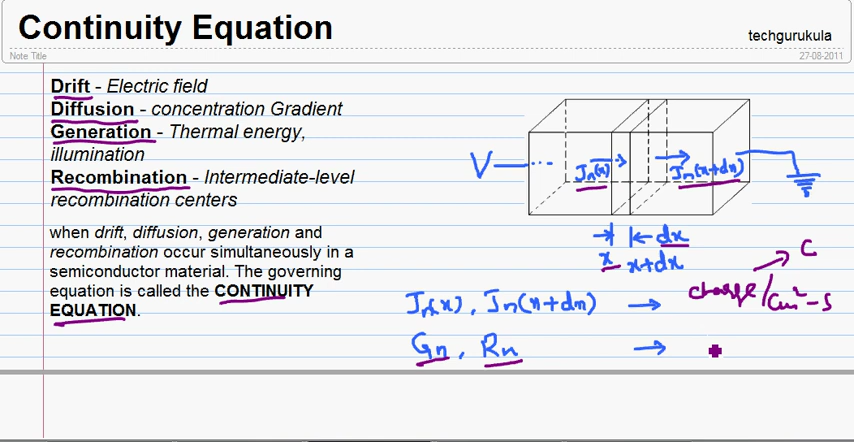 Continuity Equation
techgurukula
Note Title
27-08-2011
Drift - Electric field
Diffusion - concentration Gradient
Generation - Thermal energy,
illumination
Recombination - Intermediate-level
recombination centers
when drift, diffusion, generation and
recombination occur simultaneously in a
semiconductor material. The governing
equation is called the CONTINUITY
EQUATION.
V
Jn(x)
Jn(x+dx)
dx
x x+dx
Jn(x), Jn(x+dx) → charge/cm²-s
C
Gn, Rn →